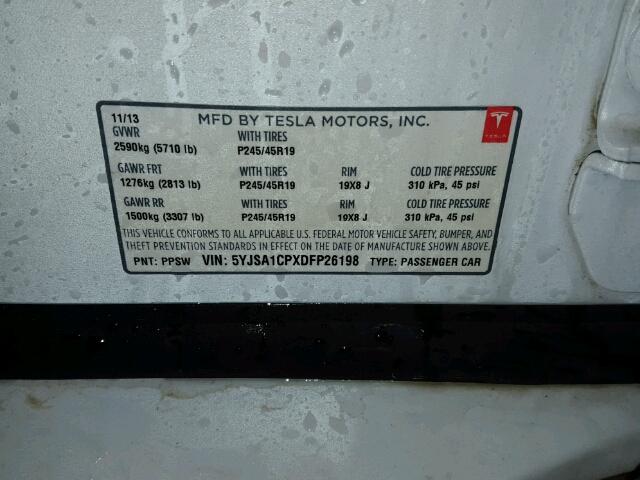 11/13 MFD BY TESLA MOTORS, INC.
GVWR WITH TIRES
2590kg (5710 lb) P245/45R19
TESLA
GAWR FRT WITH TIRES RIM COLD TIRE PRESSURE
1276kg (2813 lb) P245/45R19 19X8 J 310 kPa, 45 psi
GAWR RR WITH TIRES RIM COLD TIRE PRESSURE
1500kg (3307 lb) P245/45R19 19X8 J 310 kPa, 45 psi
THIS VEHICLE CONFORMS TO ALL APPLICABLE U.S. FEDERAL MOTOR VEHICLE SAFETY, BUMPER, AND
THEFT PREVENTION STANDARDS IN EFFECT ON THE DATE OF MANUFACTURE SHOWN ABOVE.
PNT: PPSW VIN: 5YJSA1CPXDFP26198 TYPE: PASSENGER CAR